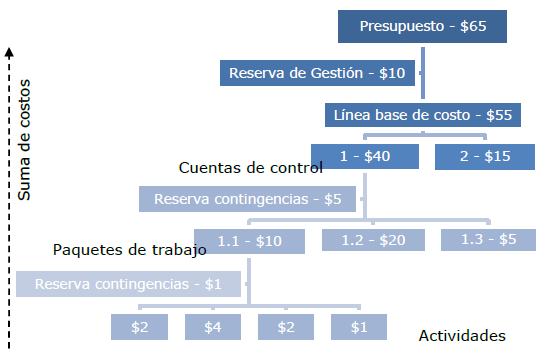 Presupuesto - $65
Reserva de Gestión - $10
Línea base de costo - $55
1 - $40
2 - $15
Cuentas de control
Reserva contingencias - $5
1.1 - $10
1.2 - $20
1.3 - $5
Paquetes de trabajo
Reserva contingencias - $1
$2
$4
$2
$1
Actividades
Suma de costos